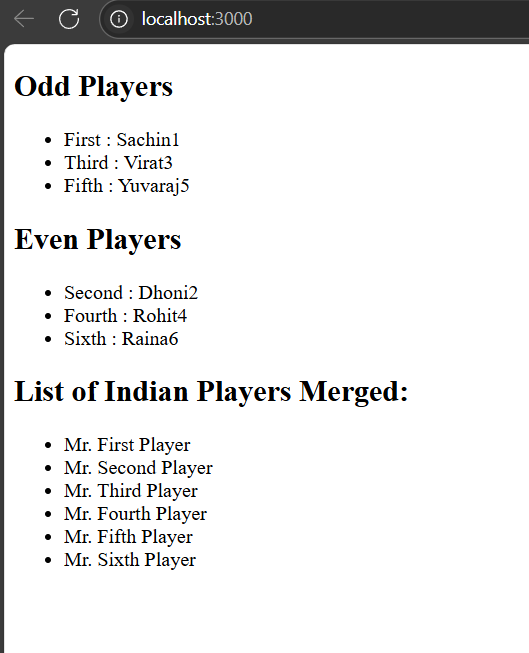 localhost:3000
Odd Players
• First : Sachin1
• Third : Virat3
• Fifth : Yuvaraj5
Even Players
• Second : Dhoni2
• Fourth : Rohit4
• Sixth : Raina6
List of Indian Players Merged:
• Mr. First Player
• Mr. Second Player
• Mr. Third Player
• Mr. Fourth Player
• Mr. Fifth Player
• Mr. Sixth Player